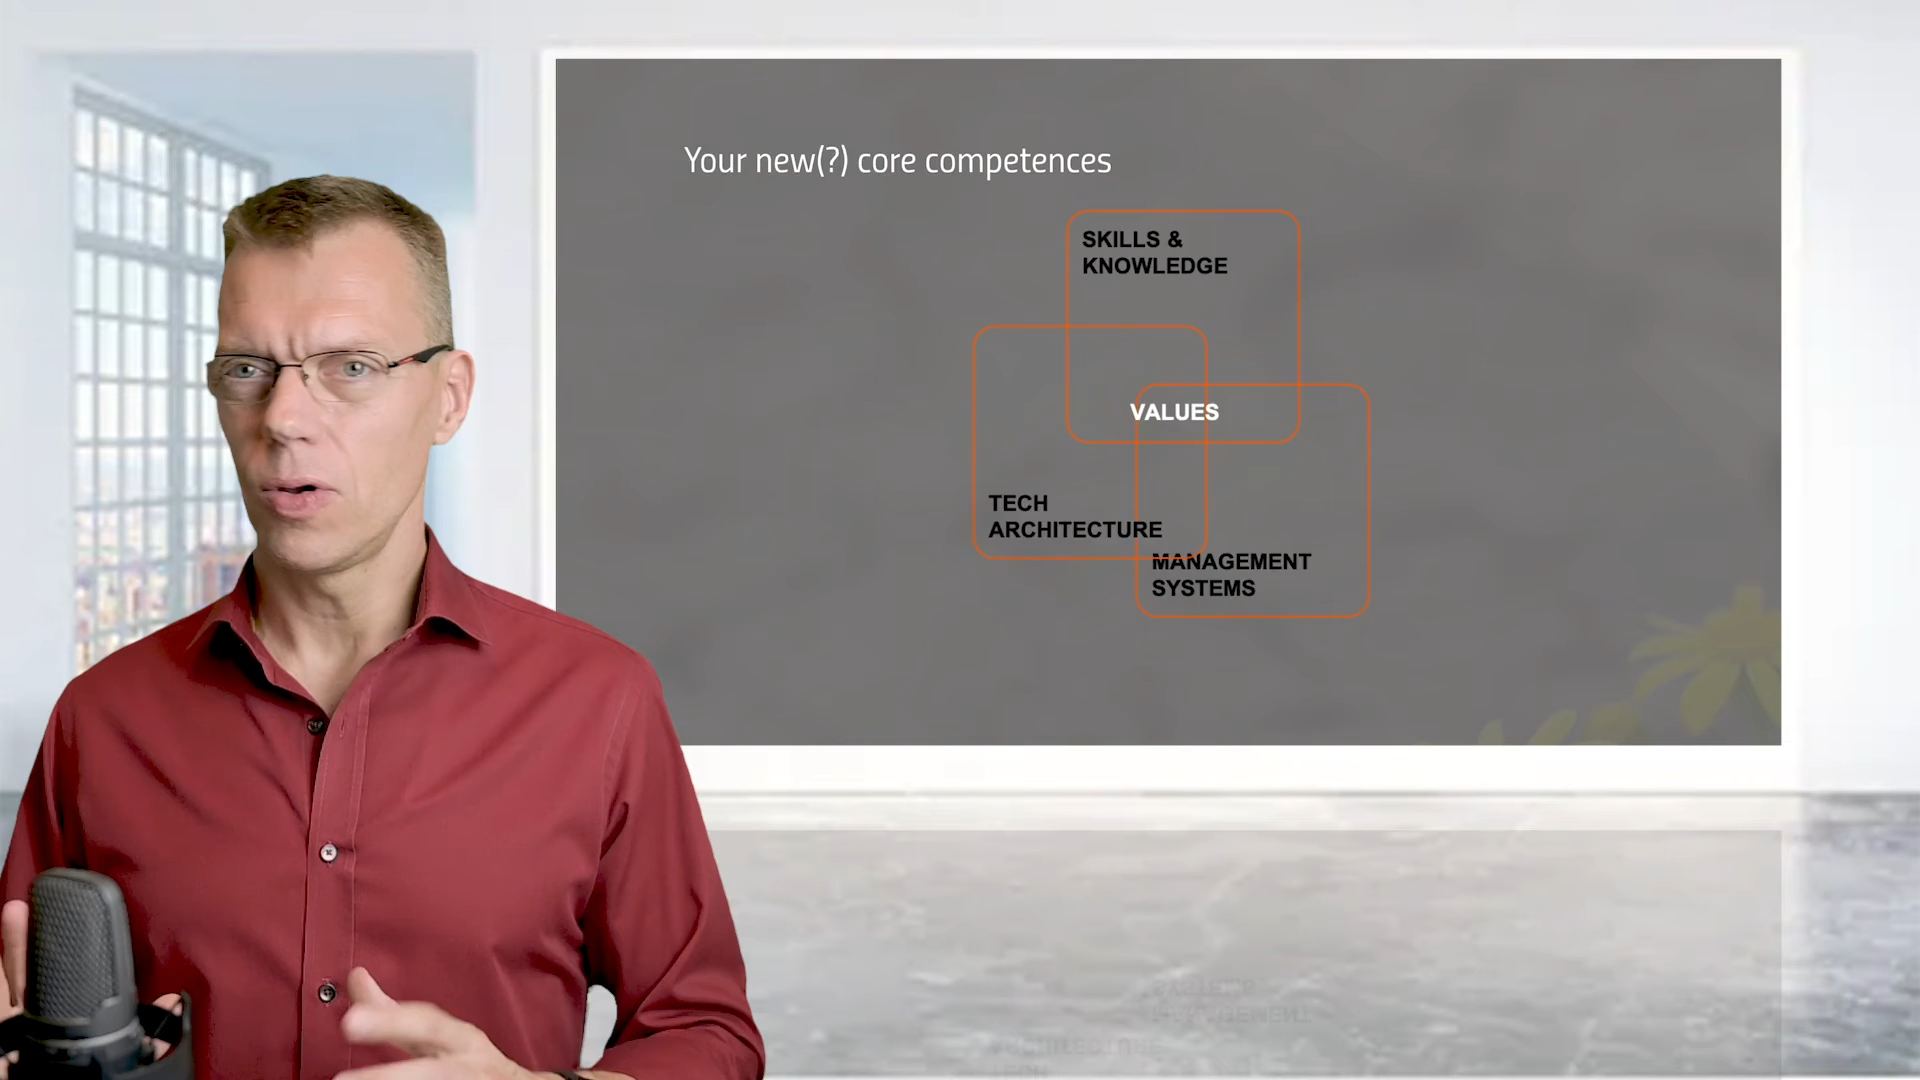 Your new(?) core competences
SKILLS &
KNOWLEDGE
VALUES
TECH
ARCHITECTURE
MANAGEMENT
SYSTEMS